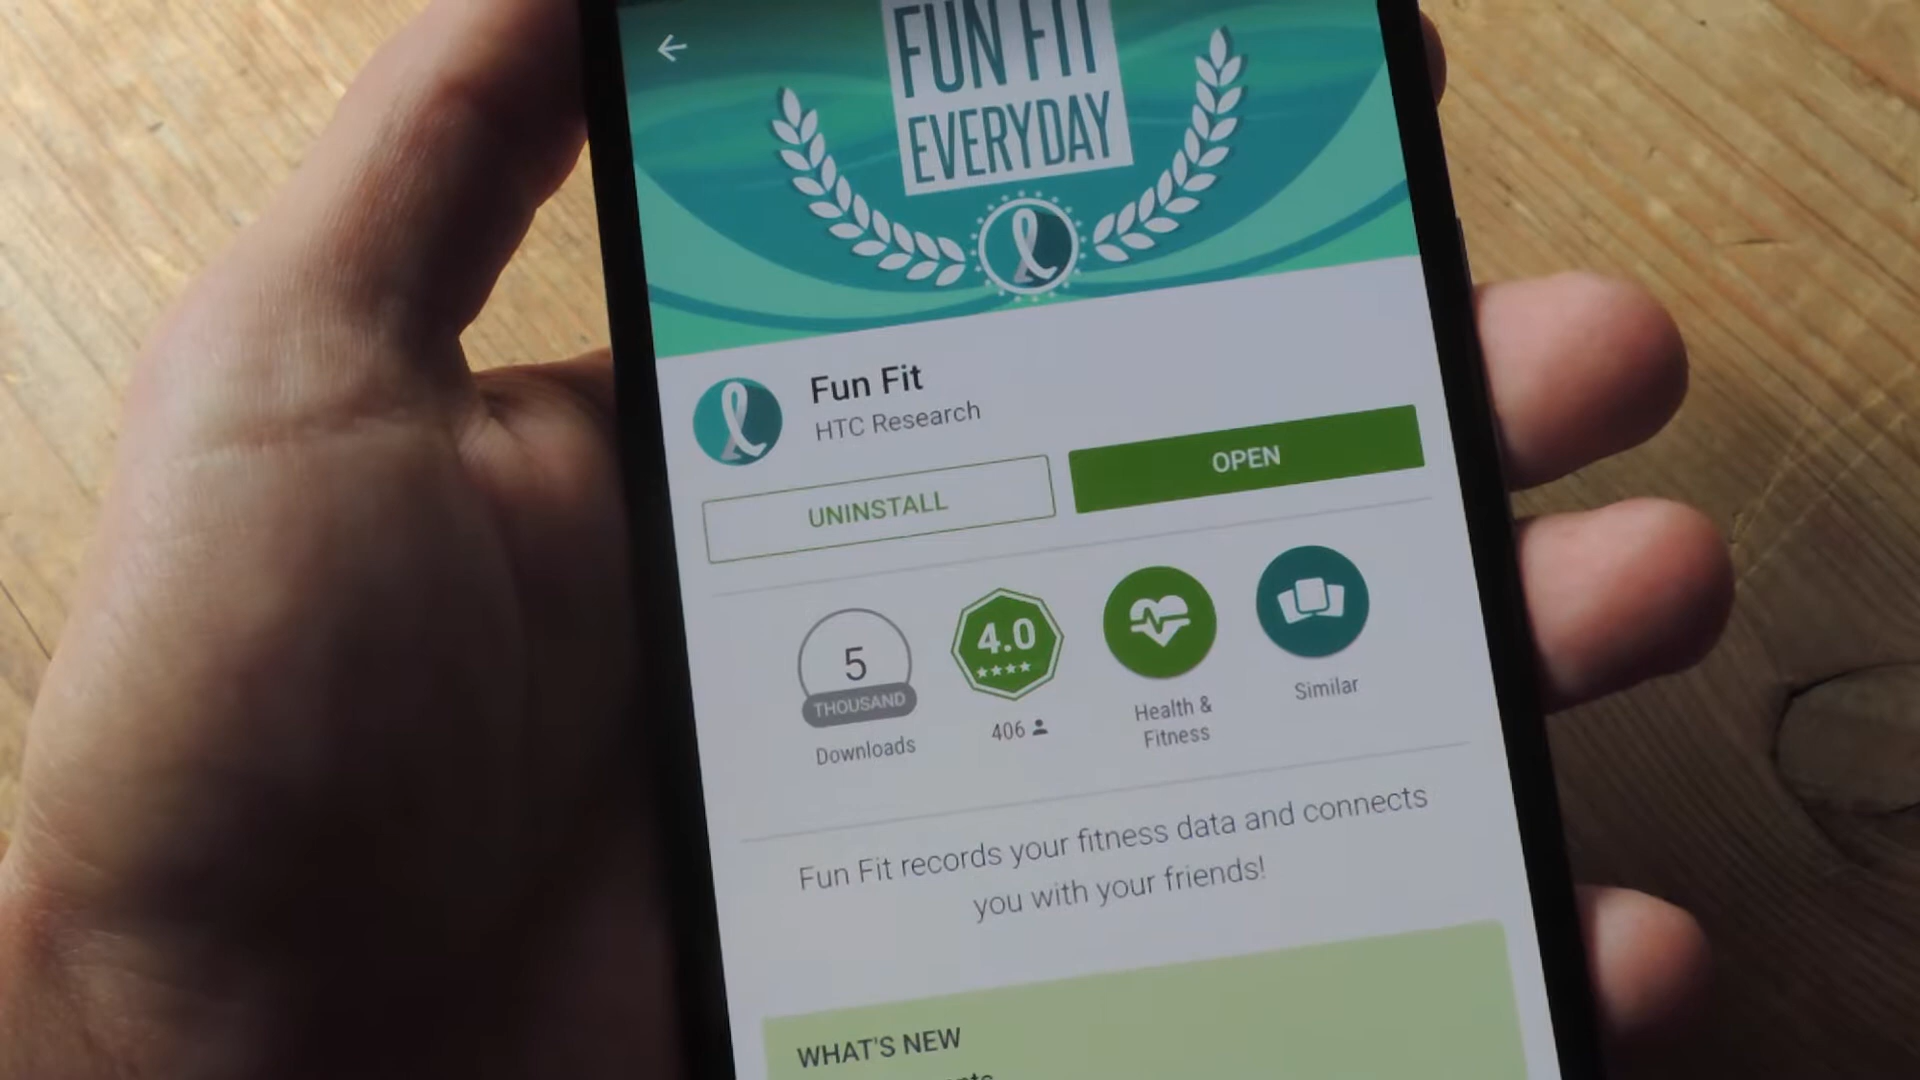 FUN FIT
EVERYDAY
Fun Fit
HTC Research
UNINSTALL
OPEN
5
THOUSAND
Downloads
4.0
406
Health &
Fitness
Similar
Fun Fit records your fitness data and connects
you with your friends!
WHAT'S NEW